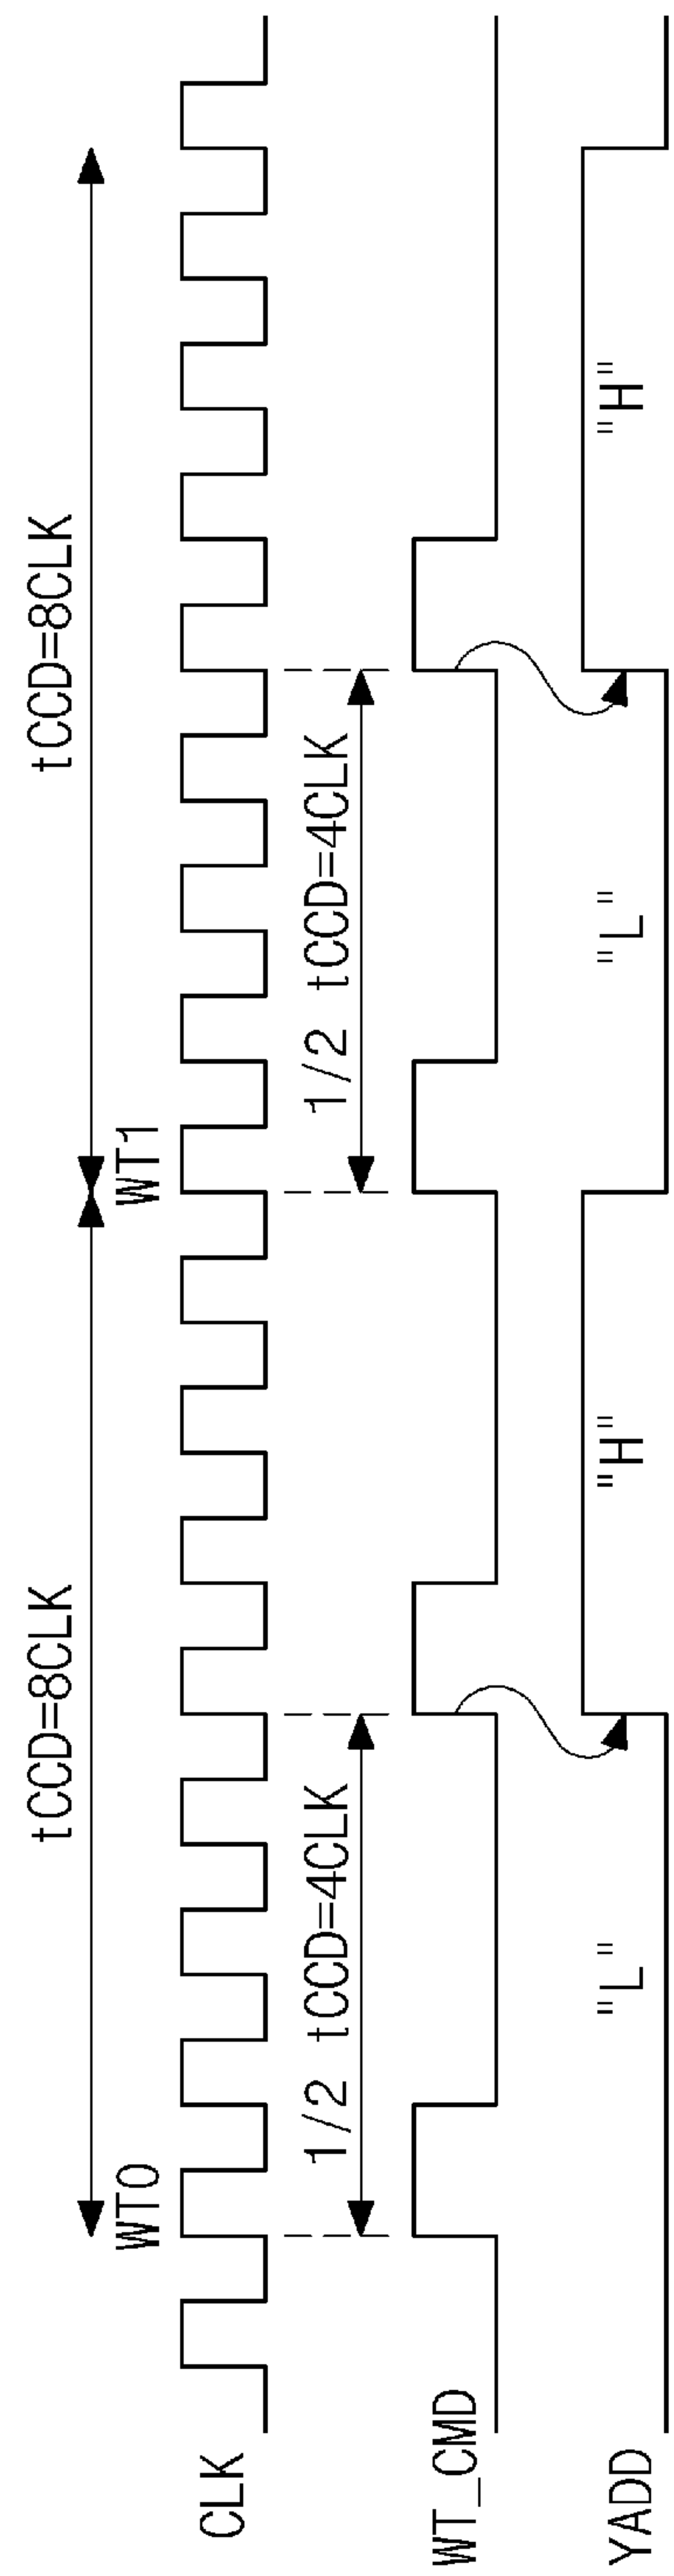 tCCD=8CLK
tCCD=8CLK
WT0
WT1
CLK
1/2 tCCD=4CLK
1/2 tCCD=4CLK
WT_CMD
YADD
"L"
"H"
"L"
"H"